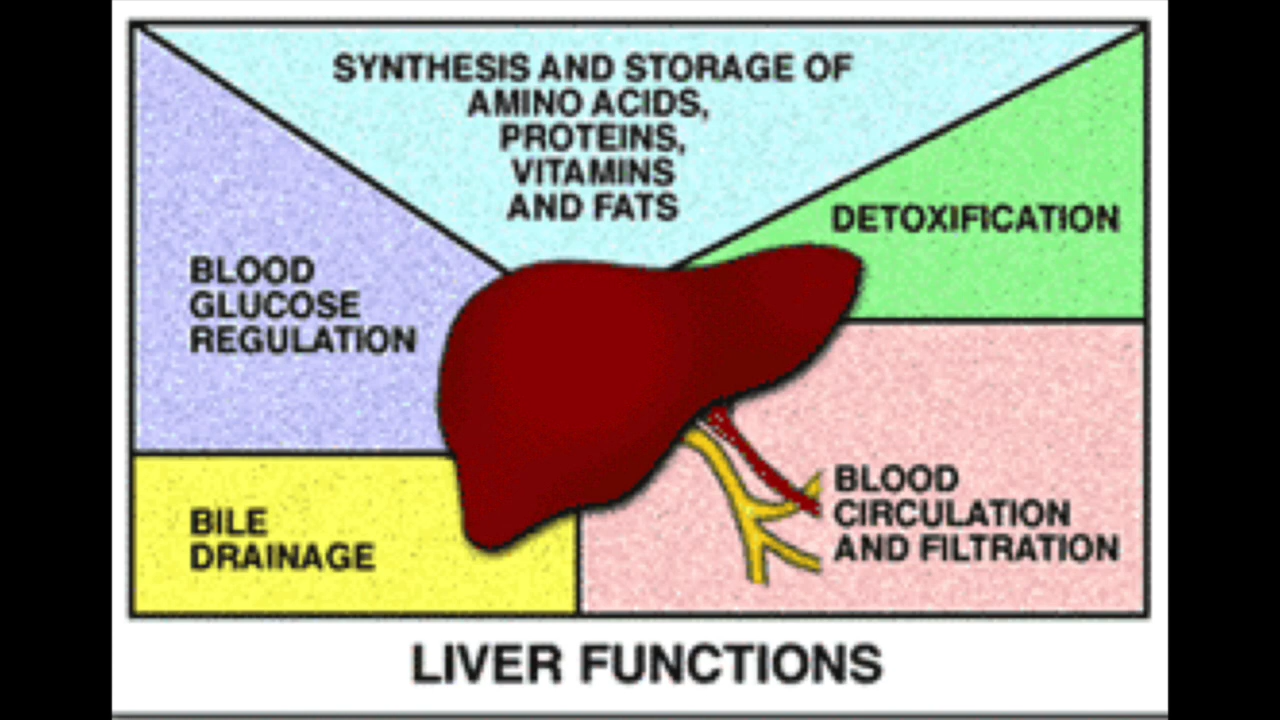 SYNTHESIS AND STORAGE OF
AMINO ACIDS,
PROTEINS,
VITAMINS
AND FATS
DETOXIFICATION
BLOOD
GLUCOSE
REGULATION
BILE
DRAINAGE
BLOOD
CIRCULATION
AND FILTRATION
LIVER FUNCTIONS